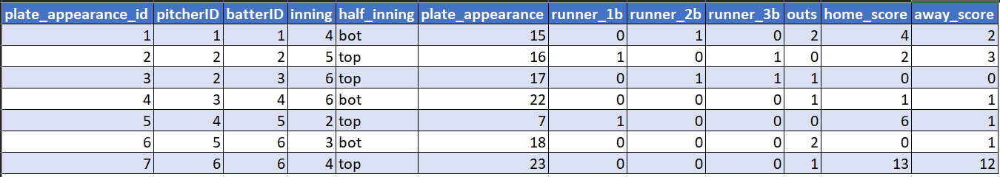 plate_appearance_id pitcherID batterID inning half_inning plate_appearance runner_1b runner_2b runner_3b outs home_score away_score
1 1 1 4 bot 15 0 1 0 2 4 2
2 2 2 5 top 16 1 0 1 0 2 3
3 2 3 6 top 17 0 1 1 1 0 0
4 3 4 6 bot 22 0 0 0 1 1 1
5 4 5 2 top 7 1 0 0 0 6 1
6 5 6 3 bot 18 0 0 0 2 0 1
7 6 6 4 top 23 0 0 0 1 13 12